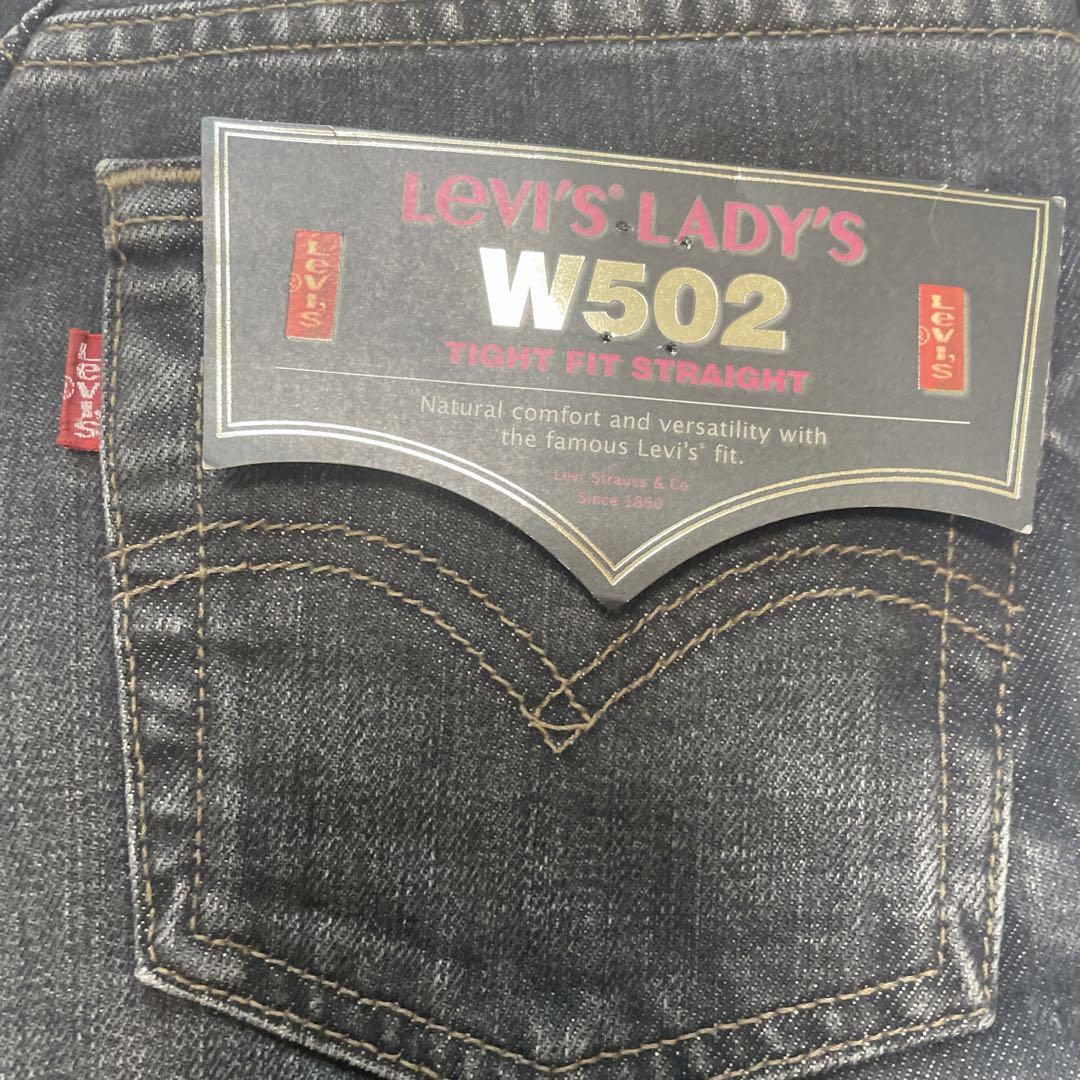 LEVI'S® LADY'S
W502
TIGHT FIT STRAIGHT
Natural comfort and versatility with
the famous Levi's® fit.
Levi Strauss & Co
Since 1850
LEVI'S®
LEVI'S
LEVI'S®